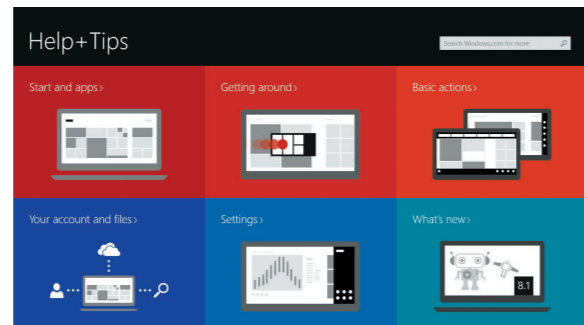 Help+Tips
Search Windows.com for more
Start and apps>
Getting around>
Basic actions>
Your account and files>
Settings>
What's new>
8.1